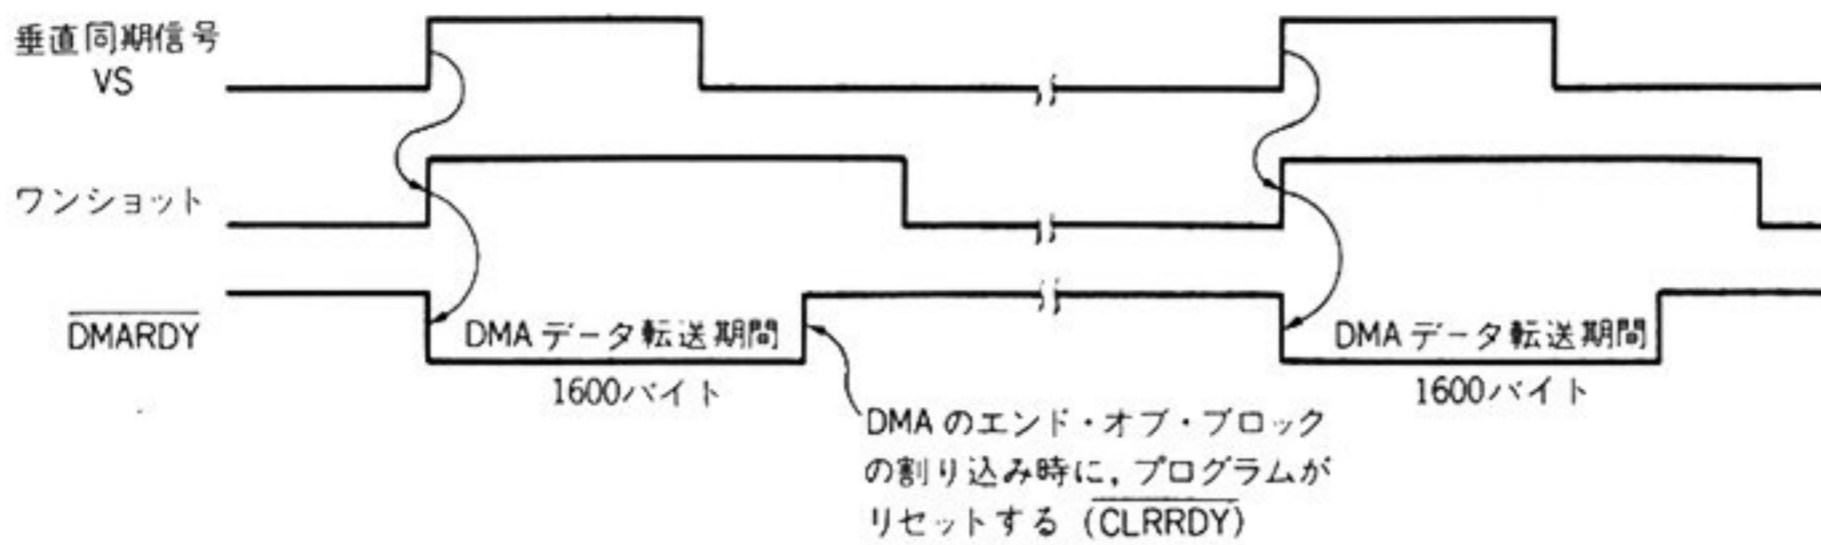 垂直同期信号
VS
ワンショット
DMARDY
DMAデータ転送期間
1600バイト
DMAデータ転送期間
1600バイト
DMAのエンド・オブ・ブロック
の割り込み時に，プログラムが
リセットする（CLRRDY）